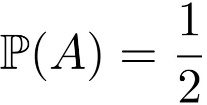 ℙ(A) = 1/2